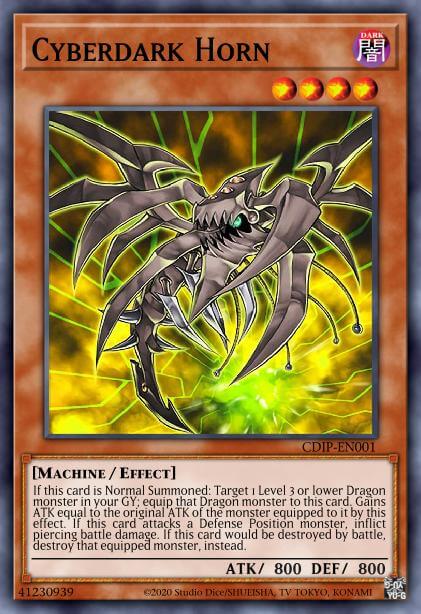 CYBERDARK HORN
DARK
闇
CDIP-EN001
[MACHINE / EFFECT]
If this card is Normal Summoned: Target 1 Level 3 or lower Dragon
monster in your GY; equip that Dragon monster to this card. Gains
ATK equal to the original ATK of the monster equipped to it by this
effect. If this card attacks a Defense Position monster, inflict
piercing battle damage. If this card would be destroyed by battle,
destroy that equipped monster, instead.
ATK/ 800 DEF/ 800
41230939
©2020 Studio Dice/SHUEISHA, TV TOKYO, KONAMI